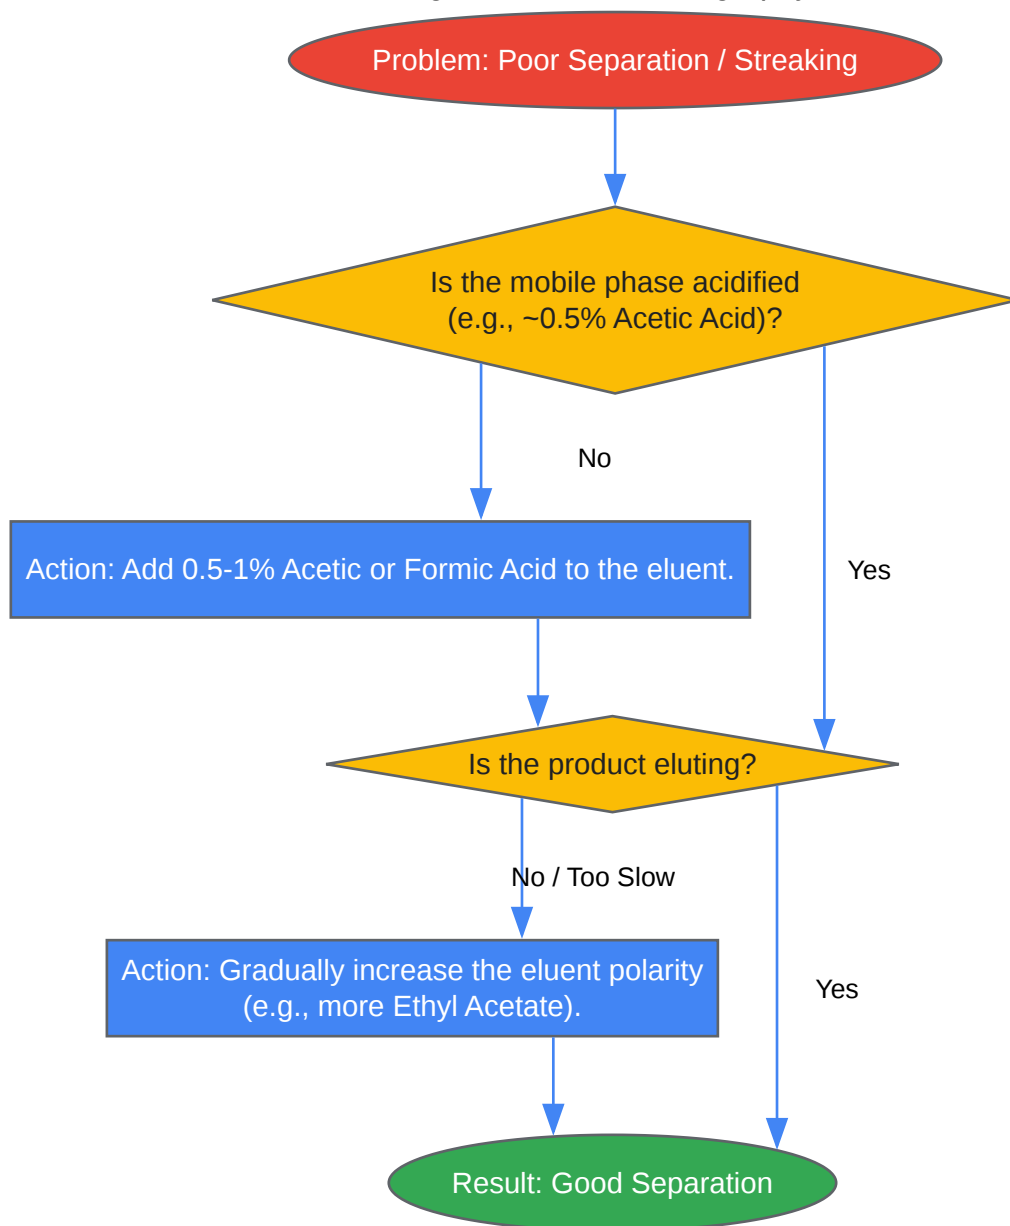 Problem: Poor Separation / Streaking
Is the mobile phase acidified
(e.g., ~0.5% Acetic Acid)?
No
Action: Add 0.5-1% Acetic or Formic Acid to the eluent.
Yes
Is the product eluting?
No / Too Slow
Action: Gradually increase the eluent polarity
(e.g., more Ethyl Acetate).
Yes
Result: Good Separation